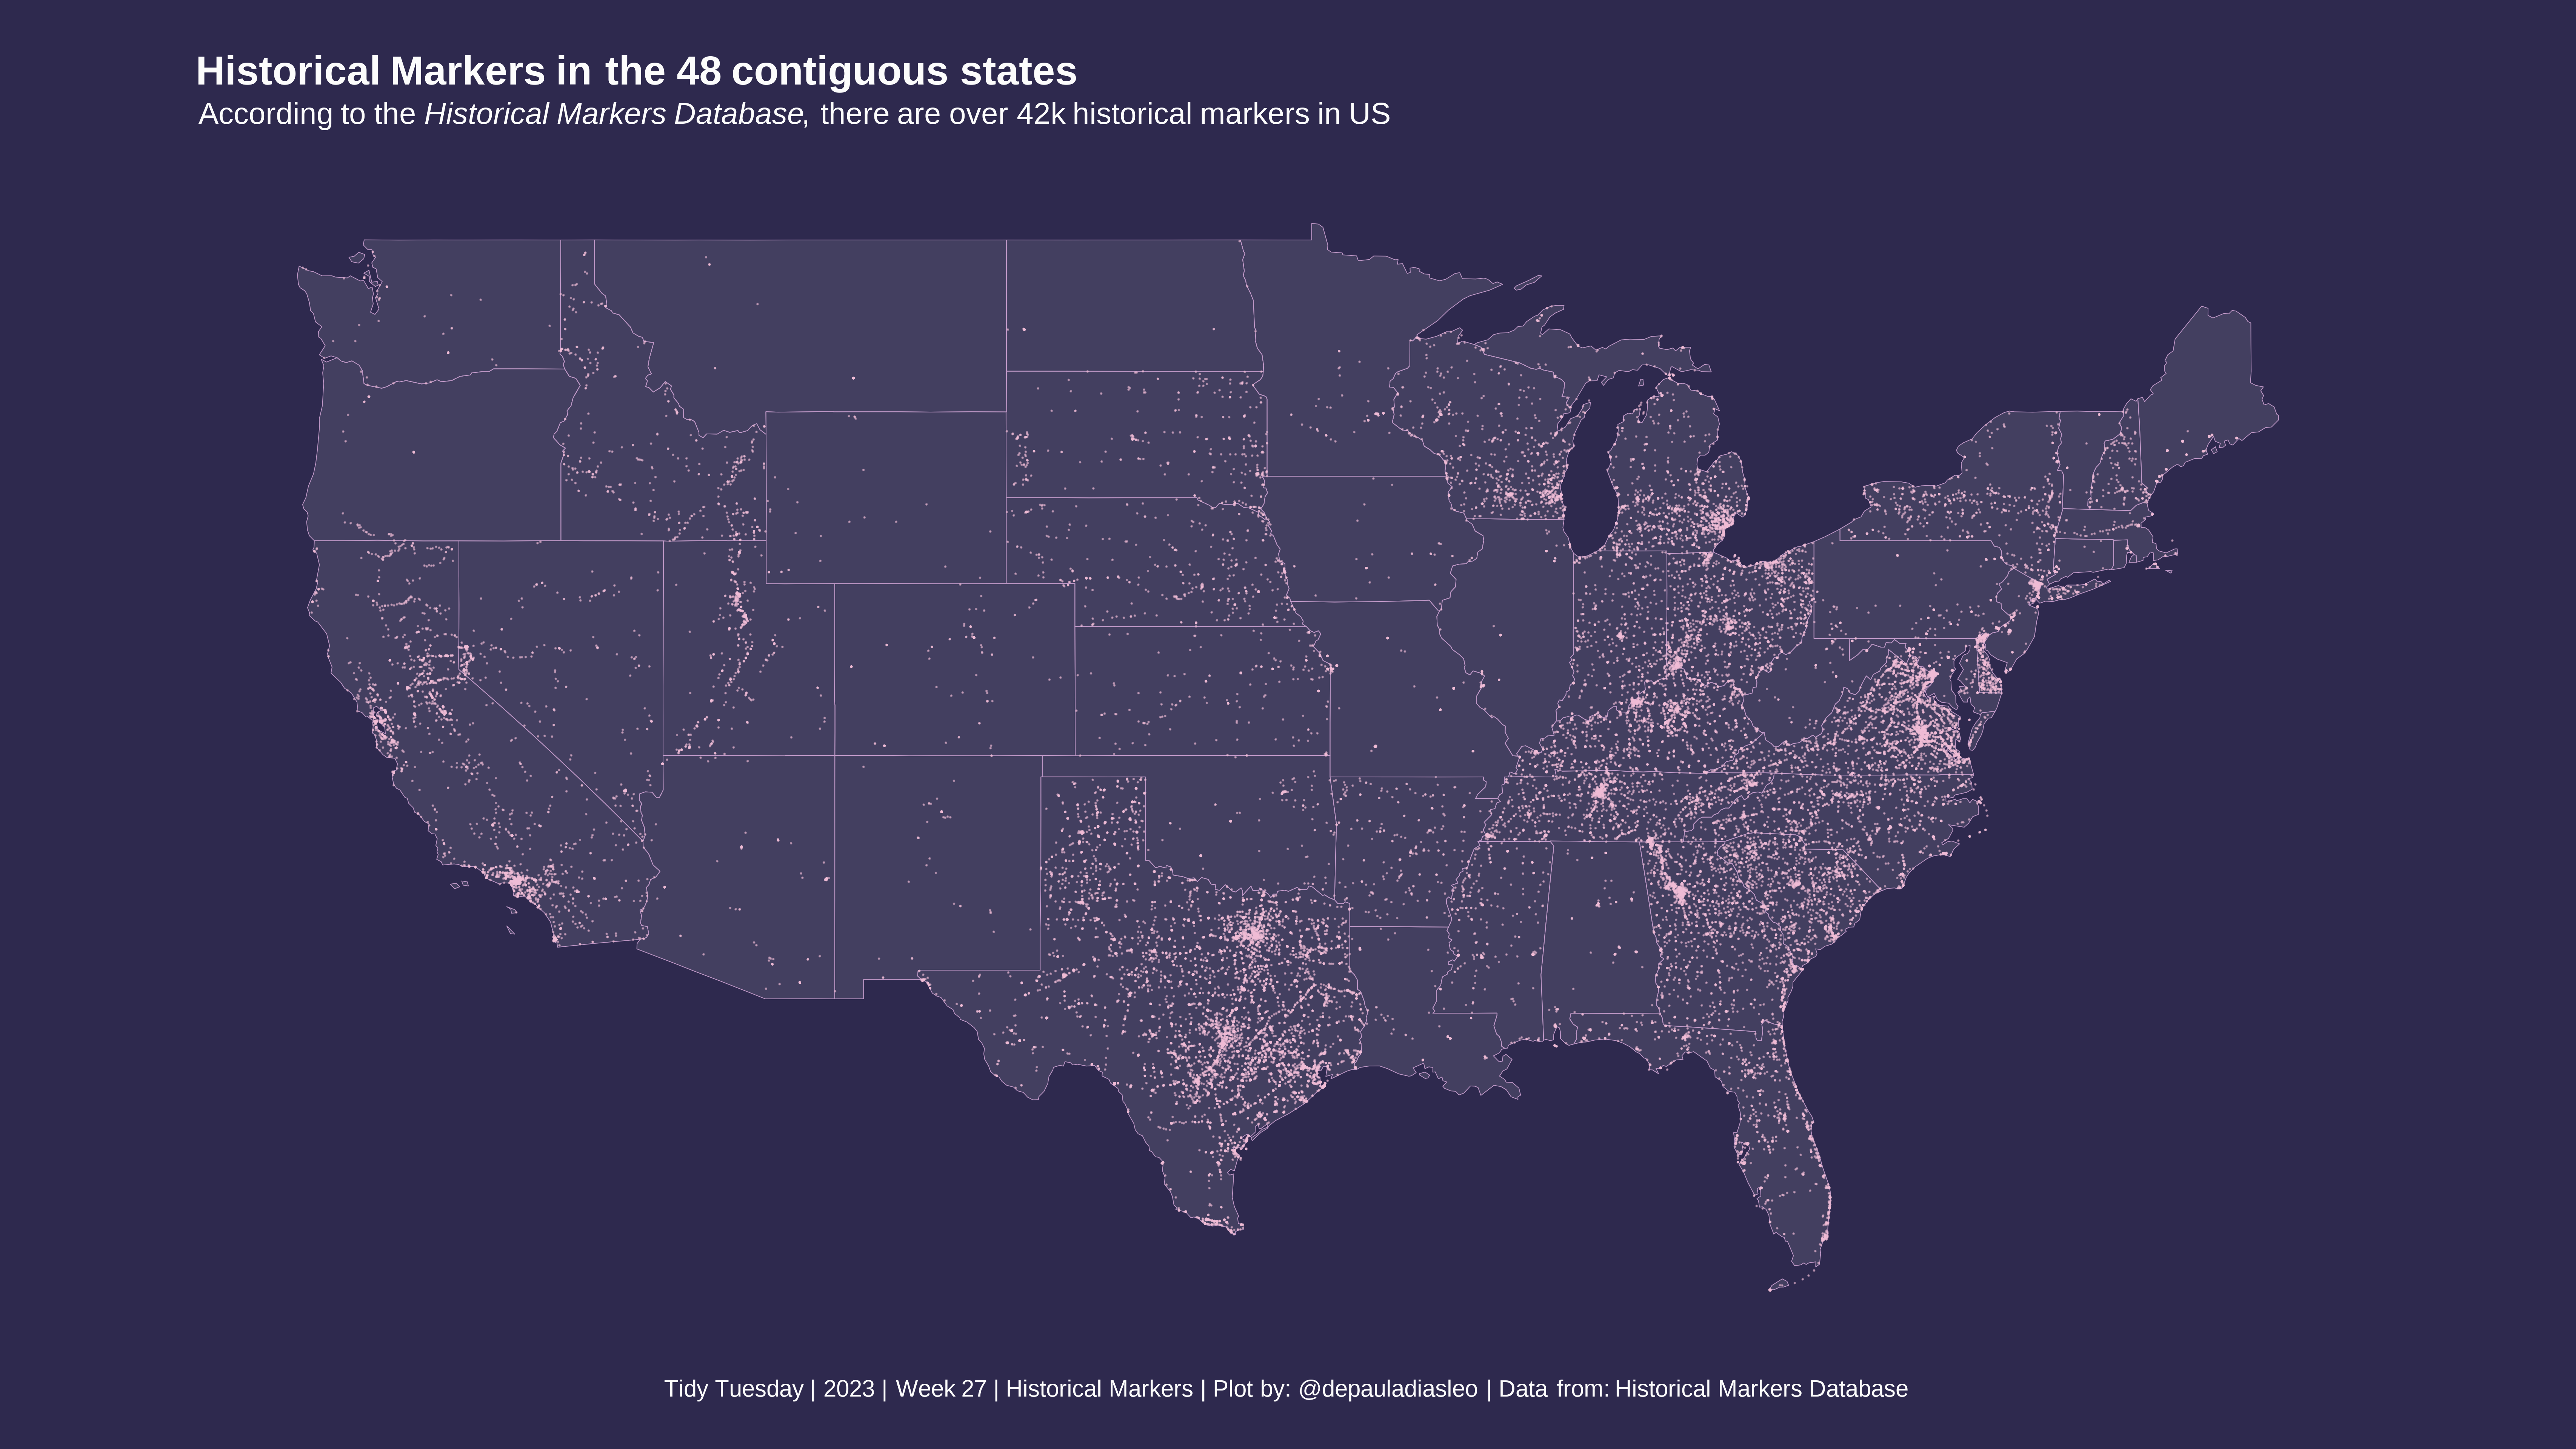 Historical Markers in the 48 contiguous states
According to the Historical Markers Database, there are over 42k historical markers in US
Tidy Tuesday | 2023 | Week 27 | Historical Markers | Plot by: @depauladiasleo | Data from: Historical Markers Database